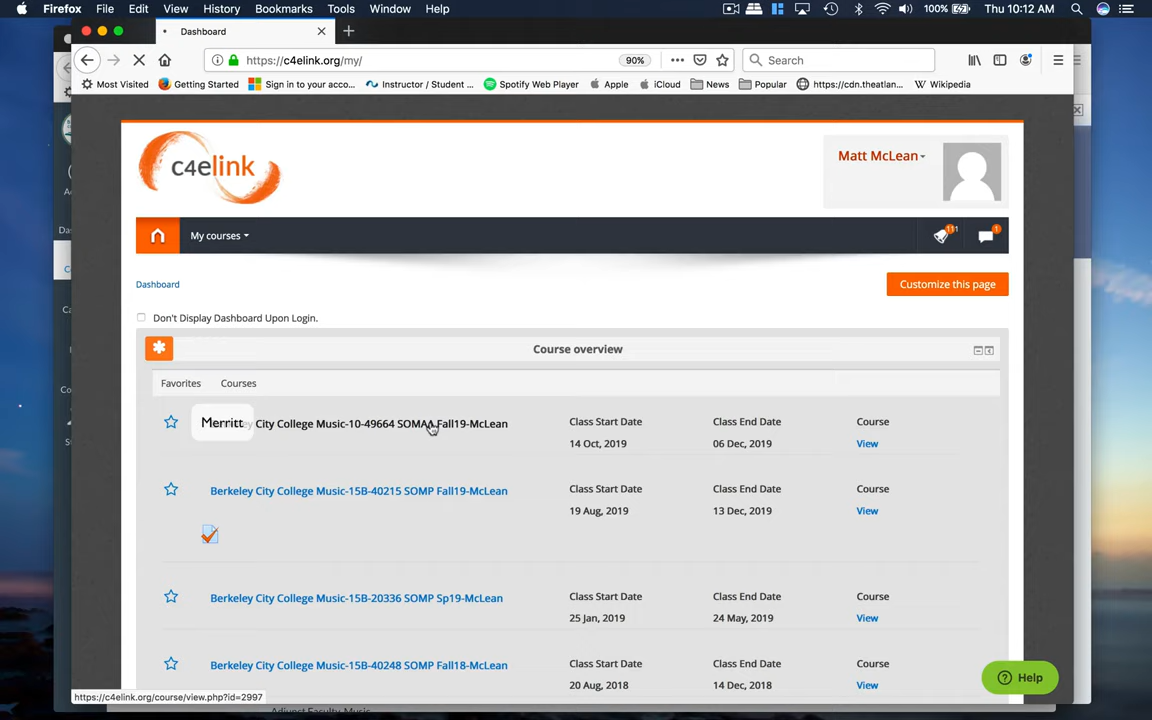 Firefox File Edit View History Bookmarks Tools Window Help 100% Thu 10:12 AM
Dashboard
https://c4elink.org/my/ 90% Search
Most Visited Getting Started Sign in to your acco... Instructor / Student ... Spotify Web Player Apple iCloud News Popular https://cdn.theatlan... Wikipedia
c4elink
Matt McLean
My courses 111 1
Dashboard
Customize this page
Don't Display Dashboard Upon Login.
Course overview
Favorites Courses
Merritt City College Music-10-49664 SOMAA Fall19-McLean
Class Start Date Class End Date Course
14 Oct, 2019 06 Dec, 2019 View
Berkeley City College Music-15B-40215 SOMP Fall19-McLean
Class Start Date Class End Date Course
19 Aug, 2019 13 Dec, 2019 View
Berkeley City College Music-15B-20336 SOMP Sp19-McLean
Class Start Date Class End Date Course
25 Jan, 2019 24 May, 2019 View
Berkeley City College Music-15B-40248 SOMP Fall18-McLean
Class Start Date Class End Date Course
20 Aug, 2018 14 Dec, 2018 View
Help
https://c4elink.org/course/view.php?id=2997